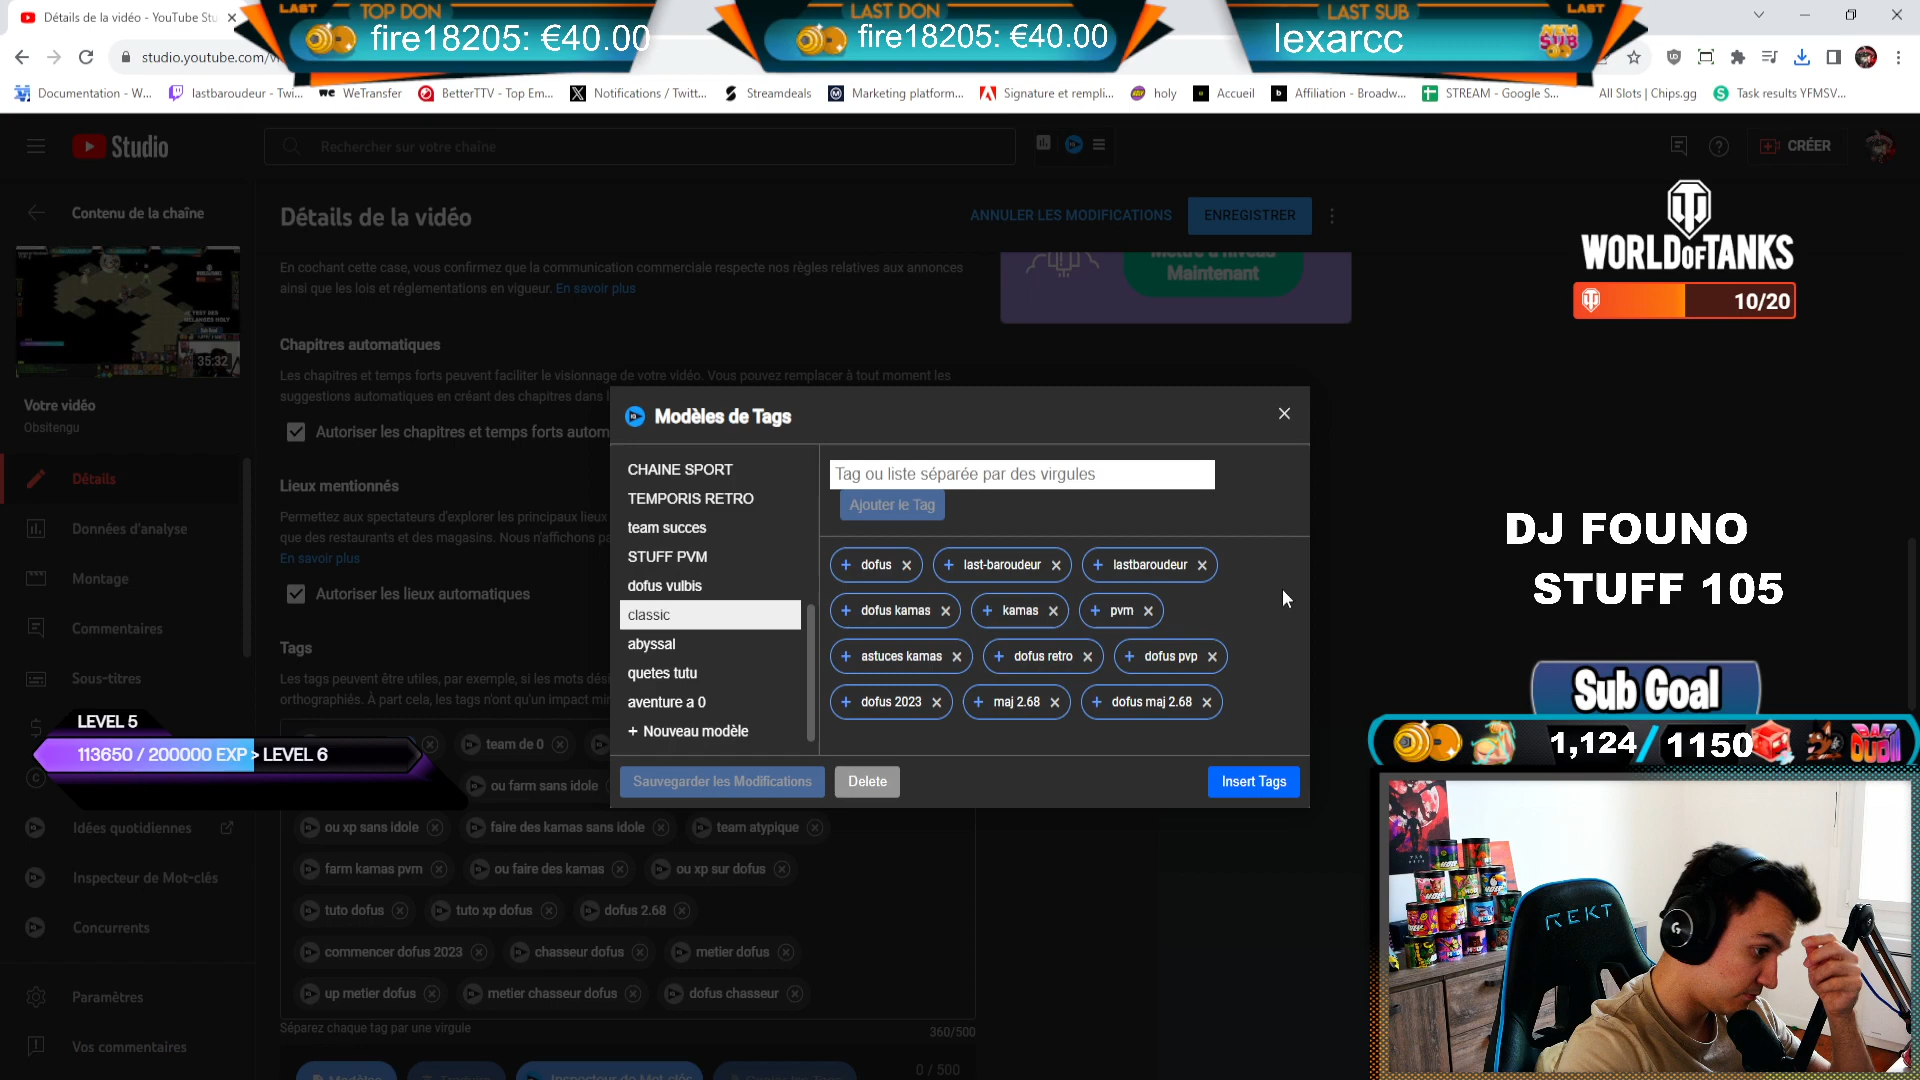 Détails de la vidéo - YouTube Stu
LAST TOP DON
fire18205: €40.00
LAST DON
fire18205: €40.00
LAST SUB LAST
lexarcc
NEW SUB
studio.youtube.com/vi
Documentation - W...
lastbaroudeur - Twi...
WeTransfer
BetterTTV - Top Em...
Notifications / Twitt...
Streamdeals
Marketing platform...
Signature et rempli...
holy
Accueil
Affiliation - Broadw...
STREAM - Google S...
All Slots | Chips.gg
Task results YFMSV...
Studio
Rechercher sur votre chaîne
CRÉER
Contenu de la chaîne
Détails de la vidéo
ANNULER LES MODIFICATIONS
ENREGISTRER
En cochant cette case, vous confirmez que la communication commerciale respecte nos règles relatives aux annonces
ainsi que les lois et réglementations en vigueur. En savoir plus
Mettre à niveau
Maintenant
WORLD OF TANKS
10/20
35:32
Votre vidéo
Obsitengu
Chapitres automatiques
Les chapitres et temps forts peuvent faciliter le visionnage de votre vidéo. Vous pouvez remplacer à tout moment les
suggestions automatiques en créant des chapitres dans l
Autoriser les chapitres et temps forts autom
Lieux mentionnés
Permettez aux spectateurs d'explorer les principaux lieux
que des restaurants et des magasins. Nous n'affichons pa
En savoir plus
Autoriser les lieux automatiques
Tags
Les tags peuvent être utiles, par exemple, si les mots dés
orthographiés. À part cela, les tags n'ont qu'un impact min
Détails
Données d'analyse
Montage
Commentaires
Sous-titres
LEVEL 5
113650 / 200000 EXP > LEVEL 6
Idées quotidiennes
Inspecteur de Mot-clés
Concurrents
Paramètres
Vos commentaires
Modèles de Tags
CHAINE SPORT
TEMPORIS RETRO
team succes
STUFF PVM
dofus vulbis
classic
abyssal
quetes tutu
aventure a 0
+ Nouveau modèle
Tag ou liste séparée par des virgules
Ajouter le Tag
+ dofus
+ last-baroudeur
+ lastbaroudeur
+ dofus kamas
+ kamas
+ pvm
+ astuces kamas
+ dofus retro
+ dofus pvp
+ dofus 2023
+ maj 2.68
+ dofus maj 2.68
Sauvegarder les Modifications
Delete
Insert Tags
team de 0
ou farm sans idole
ou xp sans idole
faire des kamas sans idole
team atypique
farm kamas pvm
ou faire des kamas
ou xp sur dofus
tuto dofus
tuto xp dofus
dofus 2.68
commencer dofus 2023
chasseur dofus
metier dofus
up metier dofus
metier chasseur dofus
dofus chasseur
Séparez chaque tag par une virgule
360/500
0 / 500
DJ FOUNO
STUFF 105
Sub Goal
1,124 / 1150
REKT